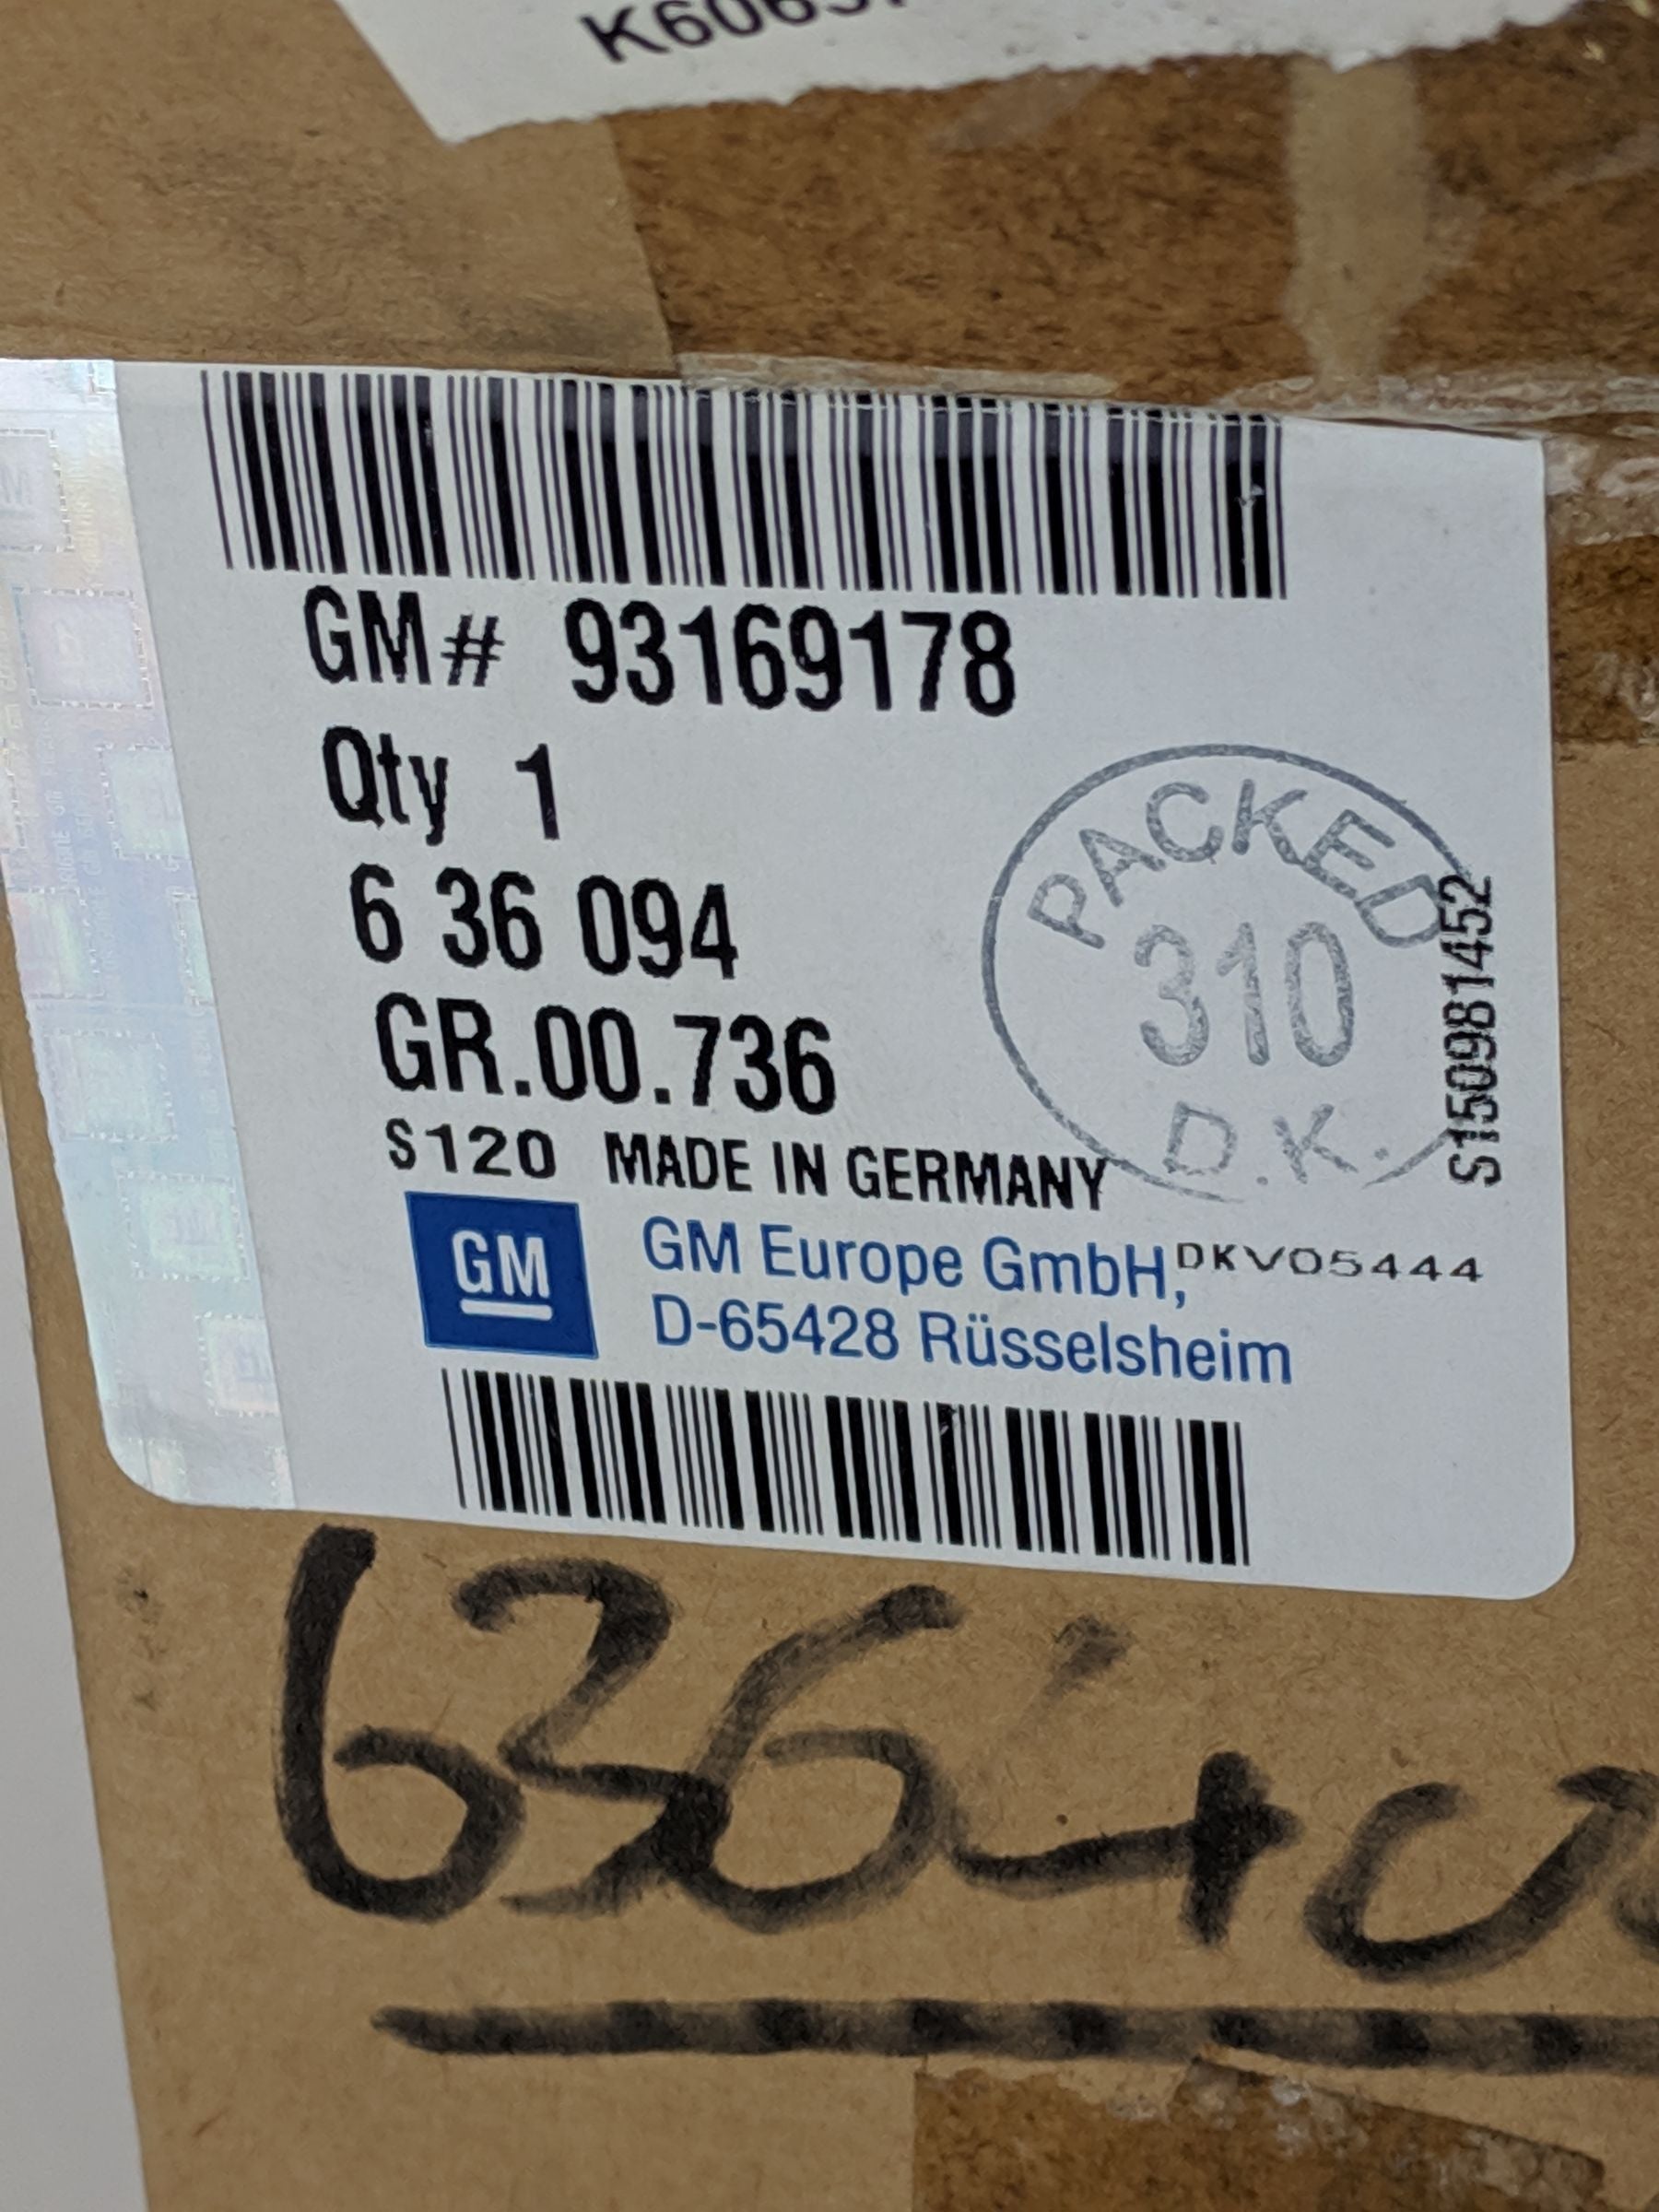 GM# 93169178
Qty 1
6 36 094
GR.00.736
S120 MADE IN GERMANY
PACKED
310
D.K.
S150981452
GM
GM Europe GmbH,
DKV05444
D-65428 Rüsselsheim